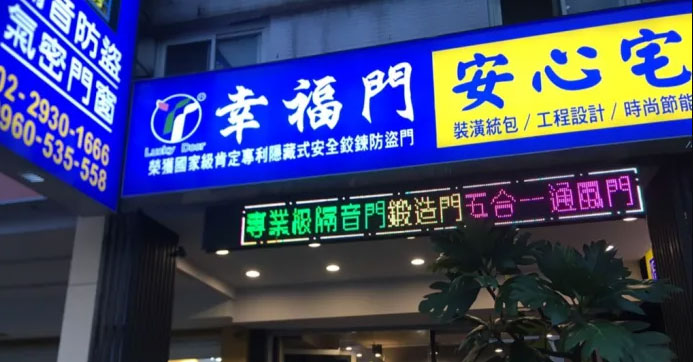 音防盜
氣密門窗
02-2930-1666
0960-535-558
幸福門
Lucky Door
榮獲國家級肯定專利隱藏式安全鉸鍊防盜門
安心宅
裝潢統包/工程設計/時尚節能
專業級隔音門鍛造門五合一通風門